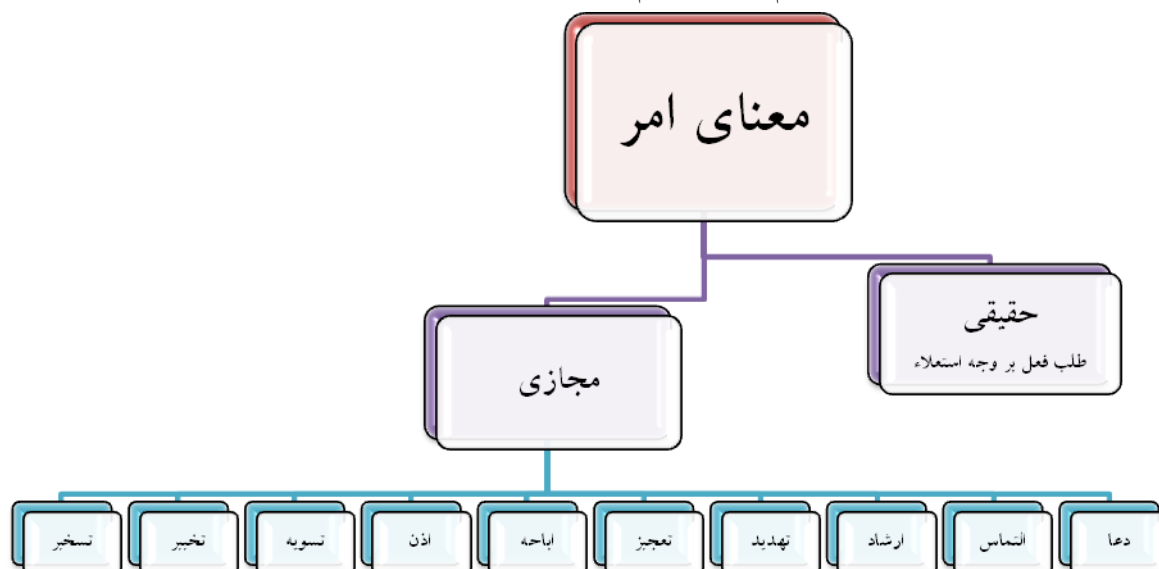 معنای امر
حقیقی
طلب فعل بر وجه استعلاء
مجازی
دعا
التماس
ارشاد
تهدید
تعجیز
اباحه
اذن
تسویه
تخییر
تسخیر